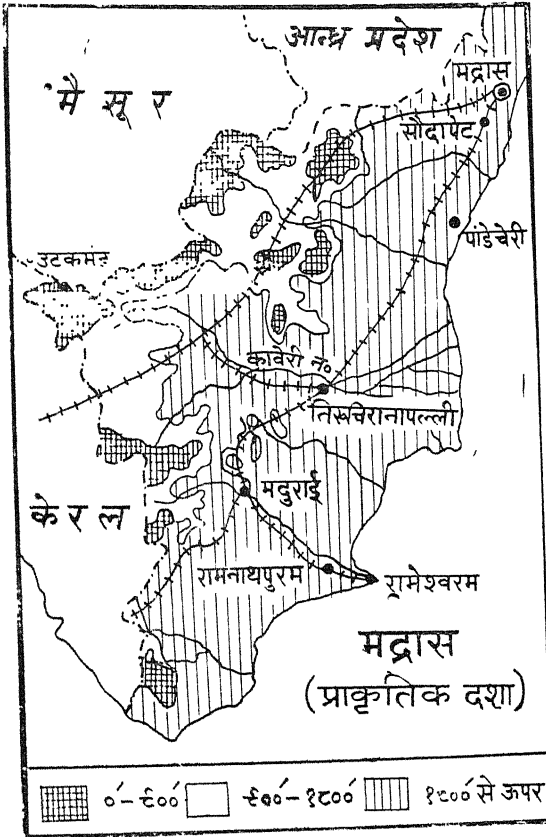 आन्ध्र प्रदेश
मैसूर
मद्रास
सौदापेट
पांडेचेरी
उटकमंड
कावेरी न॰
तिरूचिरानापल्ली
मदुराई
केरल
रामनाथपुरम
रामेश्वरम
मद्रास
(प्राकृतिक दशा)
०′-६००′ ६००′-१८००′ १८००′ से ऊपर